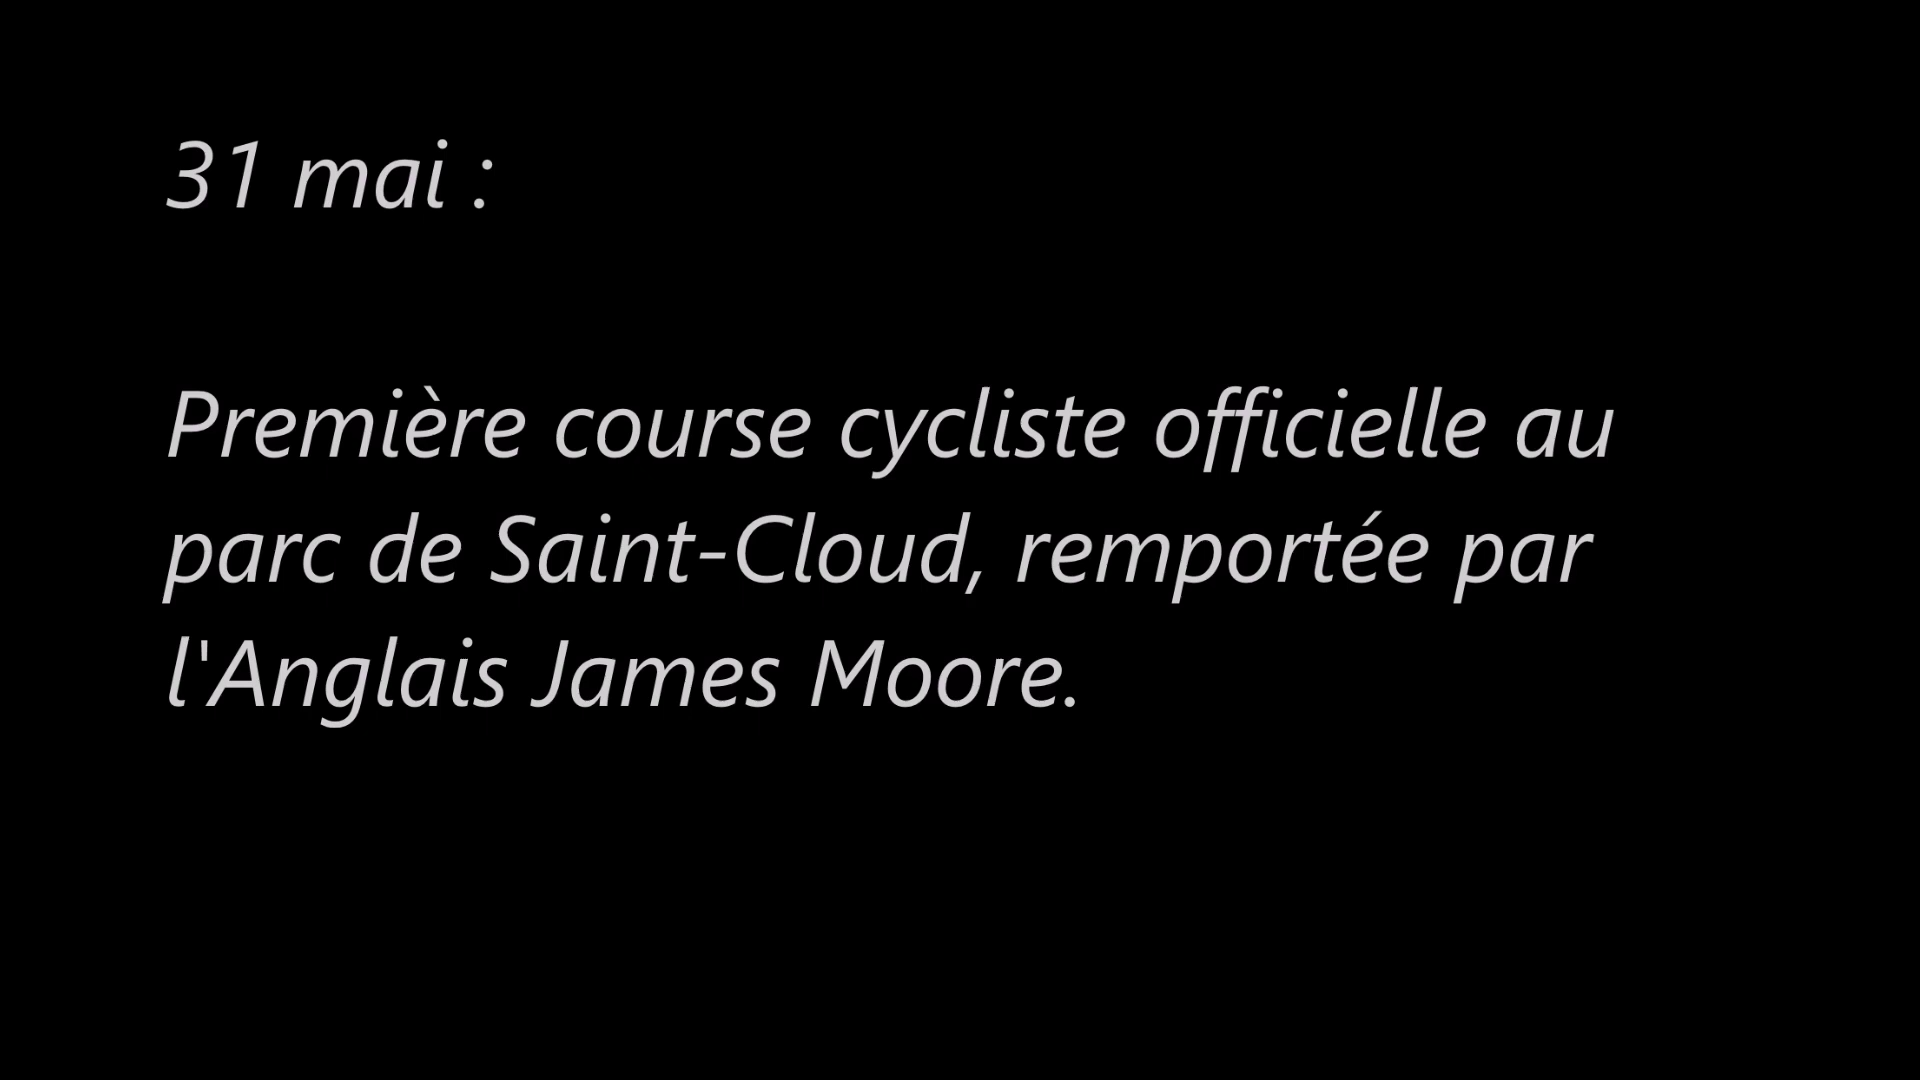 31 mai :
Première course cycliste officielle au
parc de Saint-Cloud, remportée par
l'Anglais James Moore.